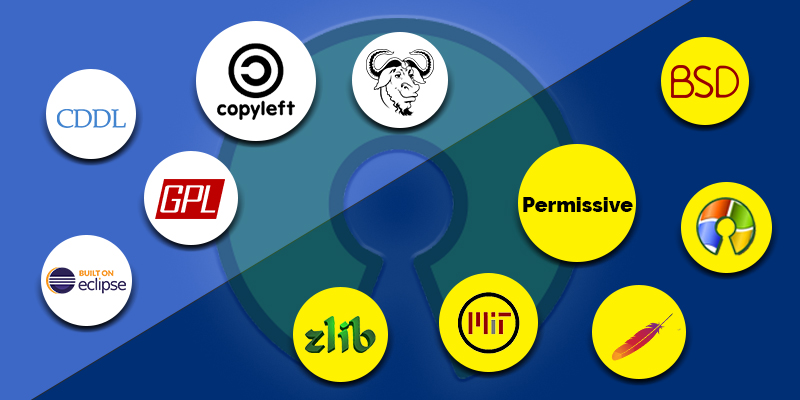 copyleft
BSD
CDDL
GPL
Permissive
BUILT ON
eclipse
zlib
MIT